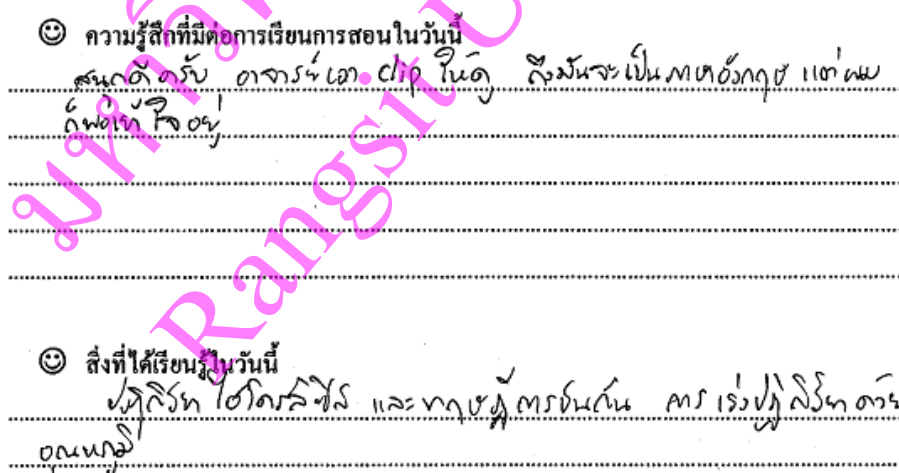 ☺ ความรู้สึกที่มีต่อการเรียนการสอนในวันนี้
สนุกดีครับ อาจารย์เอา clip ให้ดู ถึงมันจะเป็นภาษาอังกฤษ แต่ผม
ก็พอเข้าใจอยู่
☺ สิ่งที่ได้เรียนรู้ในวันนี้
ปฏิกิริยา ไฮโดรลิซิส และทฤษฎีการชนกัน การเร่งปฏิกิริยาด้วย
อุณหภูมิ
มหาวิ
Rangsit U